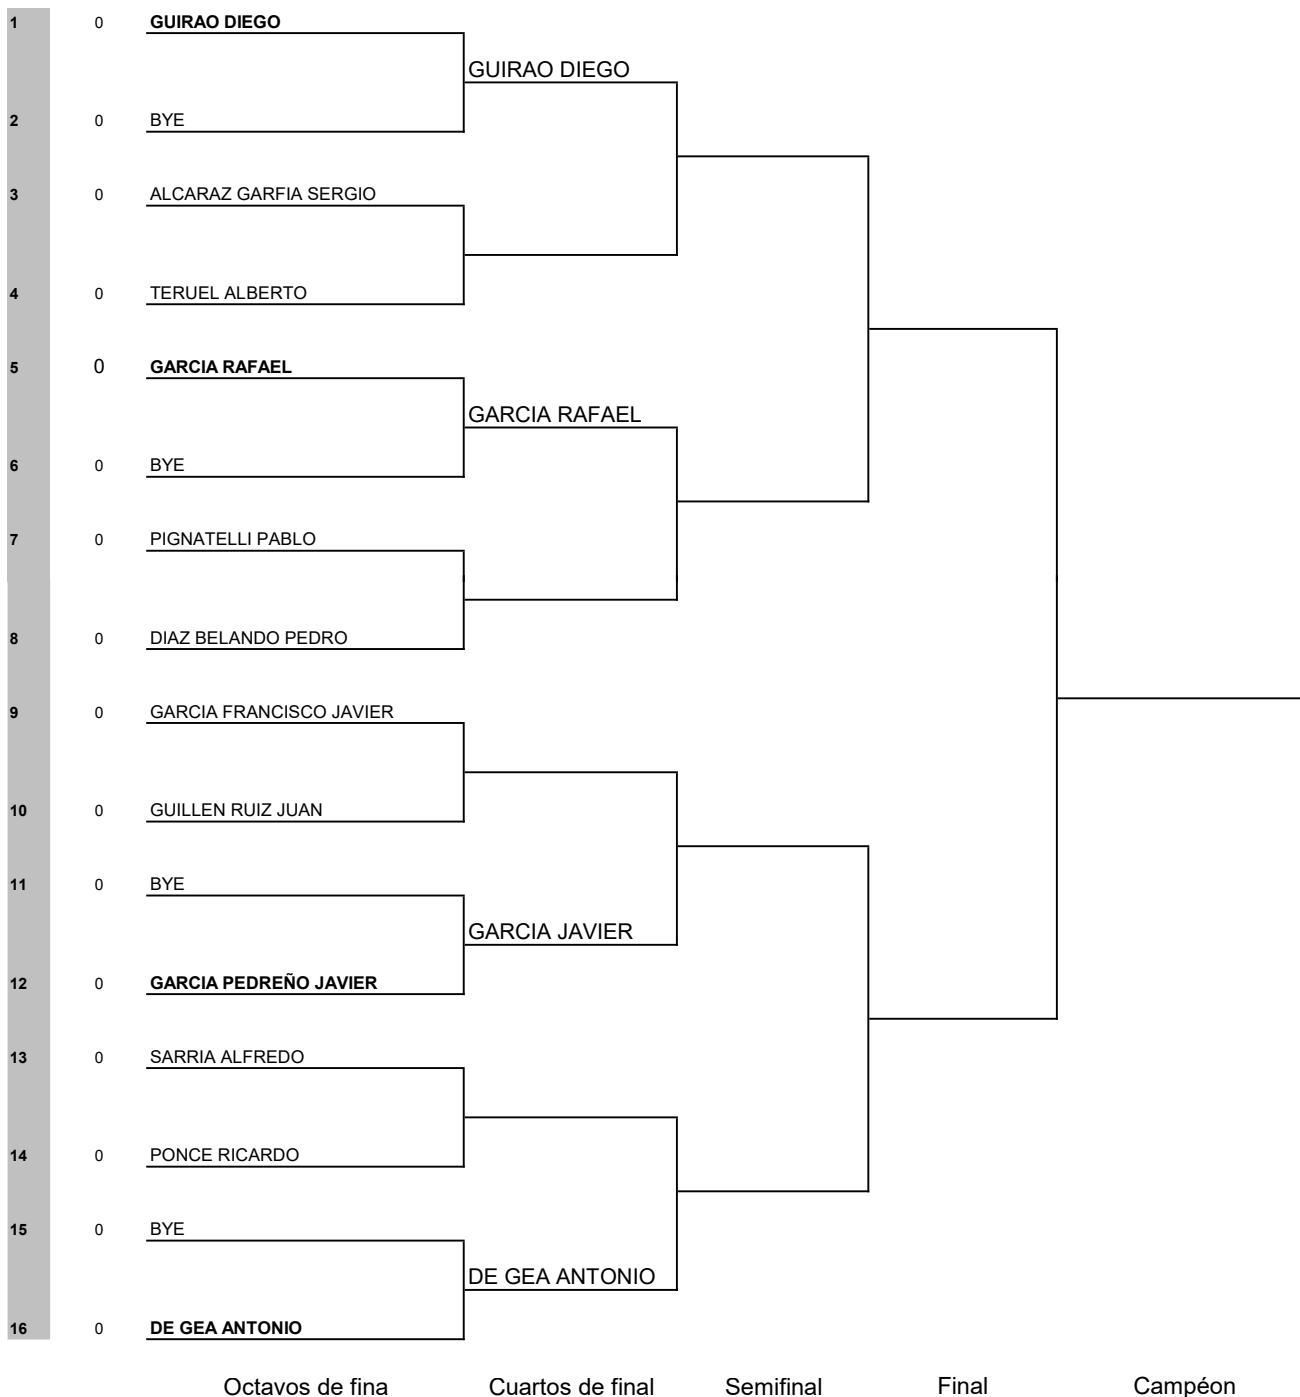 1 0 GUIRAO DIEGO
GUIRAO DIEGO
2 0 BYE
3 0 ALCARAZ GARFIA SERGIO
4 0 TERUEL ALBERTO
5 0 GARCIA RAFAEL
GARCIA RAFAEL
6 0 BYE
7 0 PIGNATELLI PABLO
8 0 DIAZ BELANDO PEDRO
9 0 GARCIA FRANCISCO JAVIER
10 0 GUILLEN RUIZ JUAN
11 0 BYE
GARCIA JAVIER
12 0 GARCIA PEDREÑO JAVIER
13 0 SARRIA ALFREDO
14 0 PONCE RICARDO
15 0 BYE
DE GEA ANTONIO
16 0 DE GEA ANTONIO
Octavos de fina Cuartos de final Semifinal Final Campéon